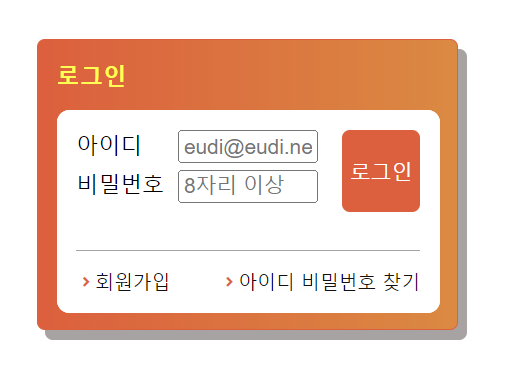 로그인
아이디 eudi@eudi.ne
비밀번호 8자리 이상
로그인
회원가입 아이디 비밀번호 찾기